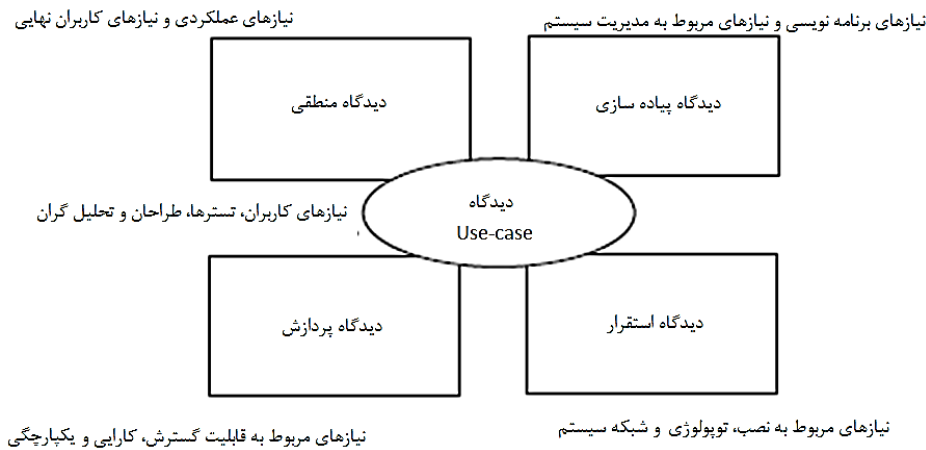 نیازهای عملکردی و نیازهای کاربران نهایی
نیازهای برنامه نویسی و نیازهای مربوط به مدیریت سیستم
دیدگاه منطقی
دیدگاه پیاده سازی
نیازهای کاربران، تسترها، طراحان و تحلیل گران
دیدگاه
Use-case
دیدگاه پردازش
دیدگاه استقرار
نیازهای مربوط به قابلیت گسترش، کارایی و یکپارچگی
نیازهای مربوط به نصب، توپولوژی و شبکه سیستم